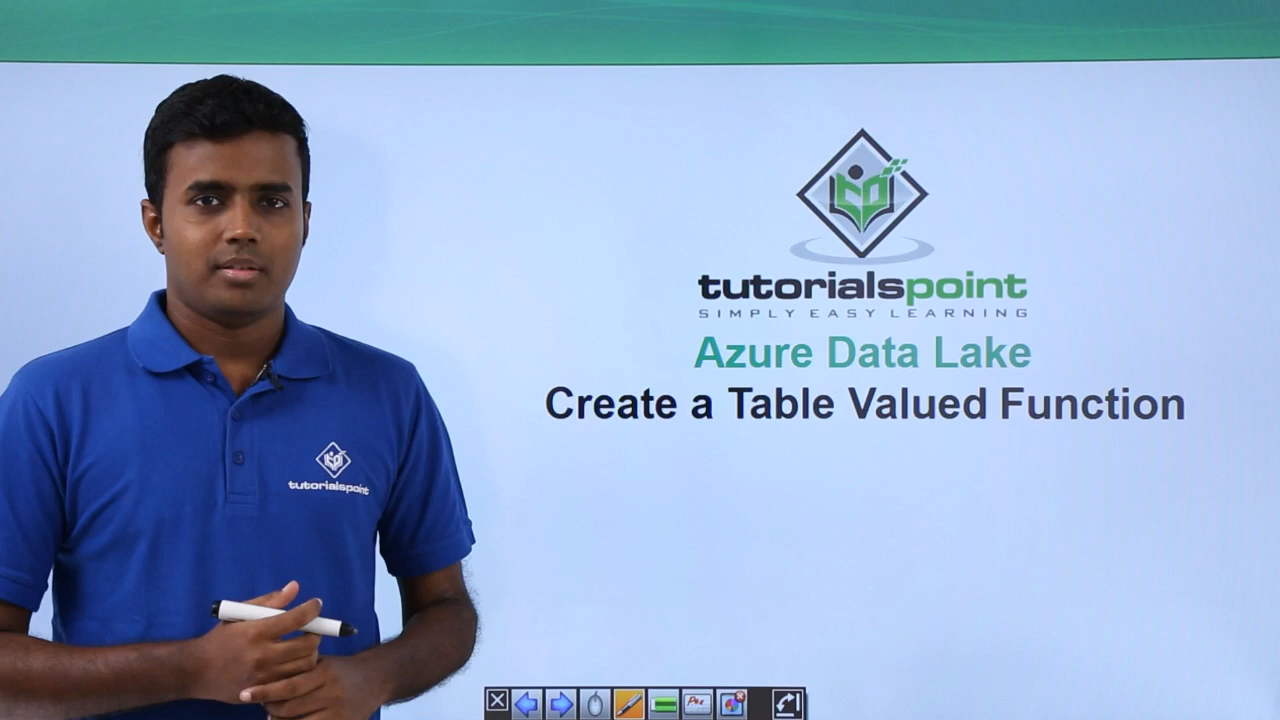 tutorialspoint
SIMPLY EASY LEARNING
Azure Data Lake
Create a Table Valued Function
tutorialspoint